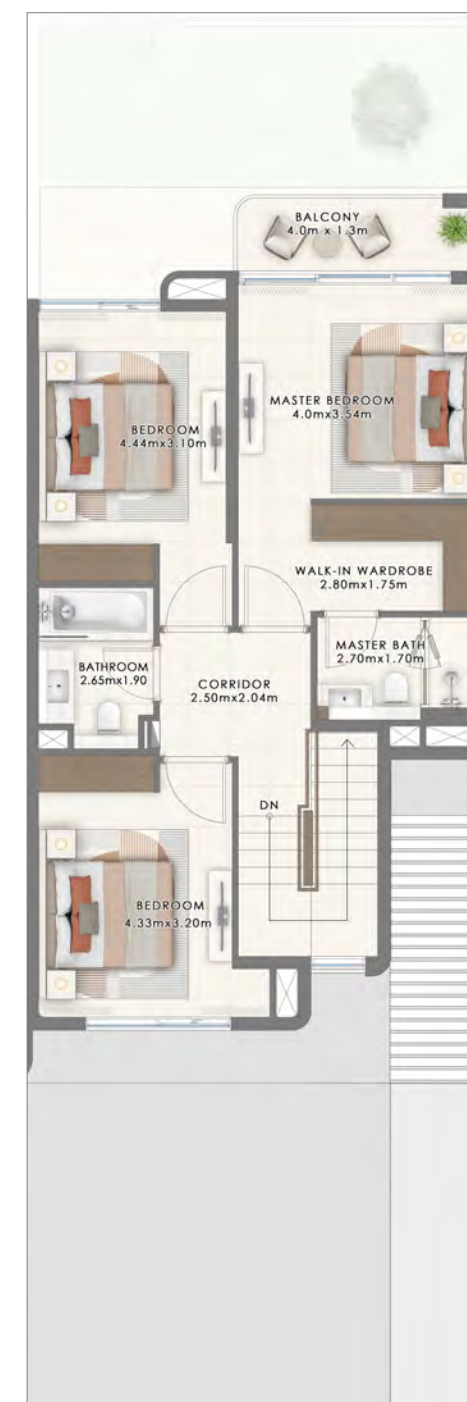 BALCONY
4.0m x 1.3m
MASTER BEDROOM
4.0mx3.54m
BEDROOM
4.44mx3.10m
WALK-IN WARDROBE
2.80mx1.75m
MASTER BATH
2.70mx1.70m
BATHROOM
2.65mx1.90
CORRIDOR
2.50mx2.04m
DN
BEDROOM
4.33mx3.20m